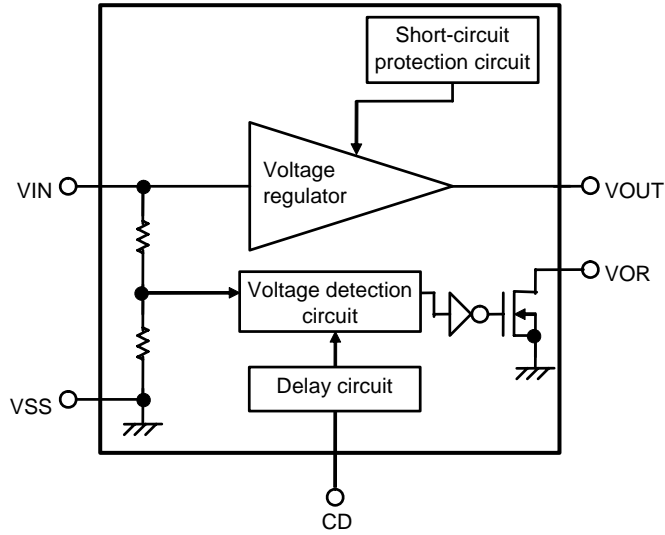 Short-circuit
protection circuit
Voltage
regulator
VIN
VOUT
VOR
Voltage detection
circuit
Delay circuit
VSS
CD